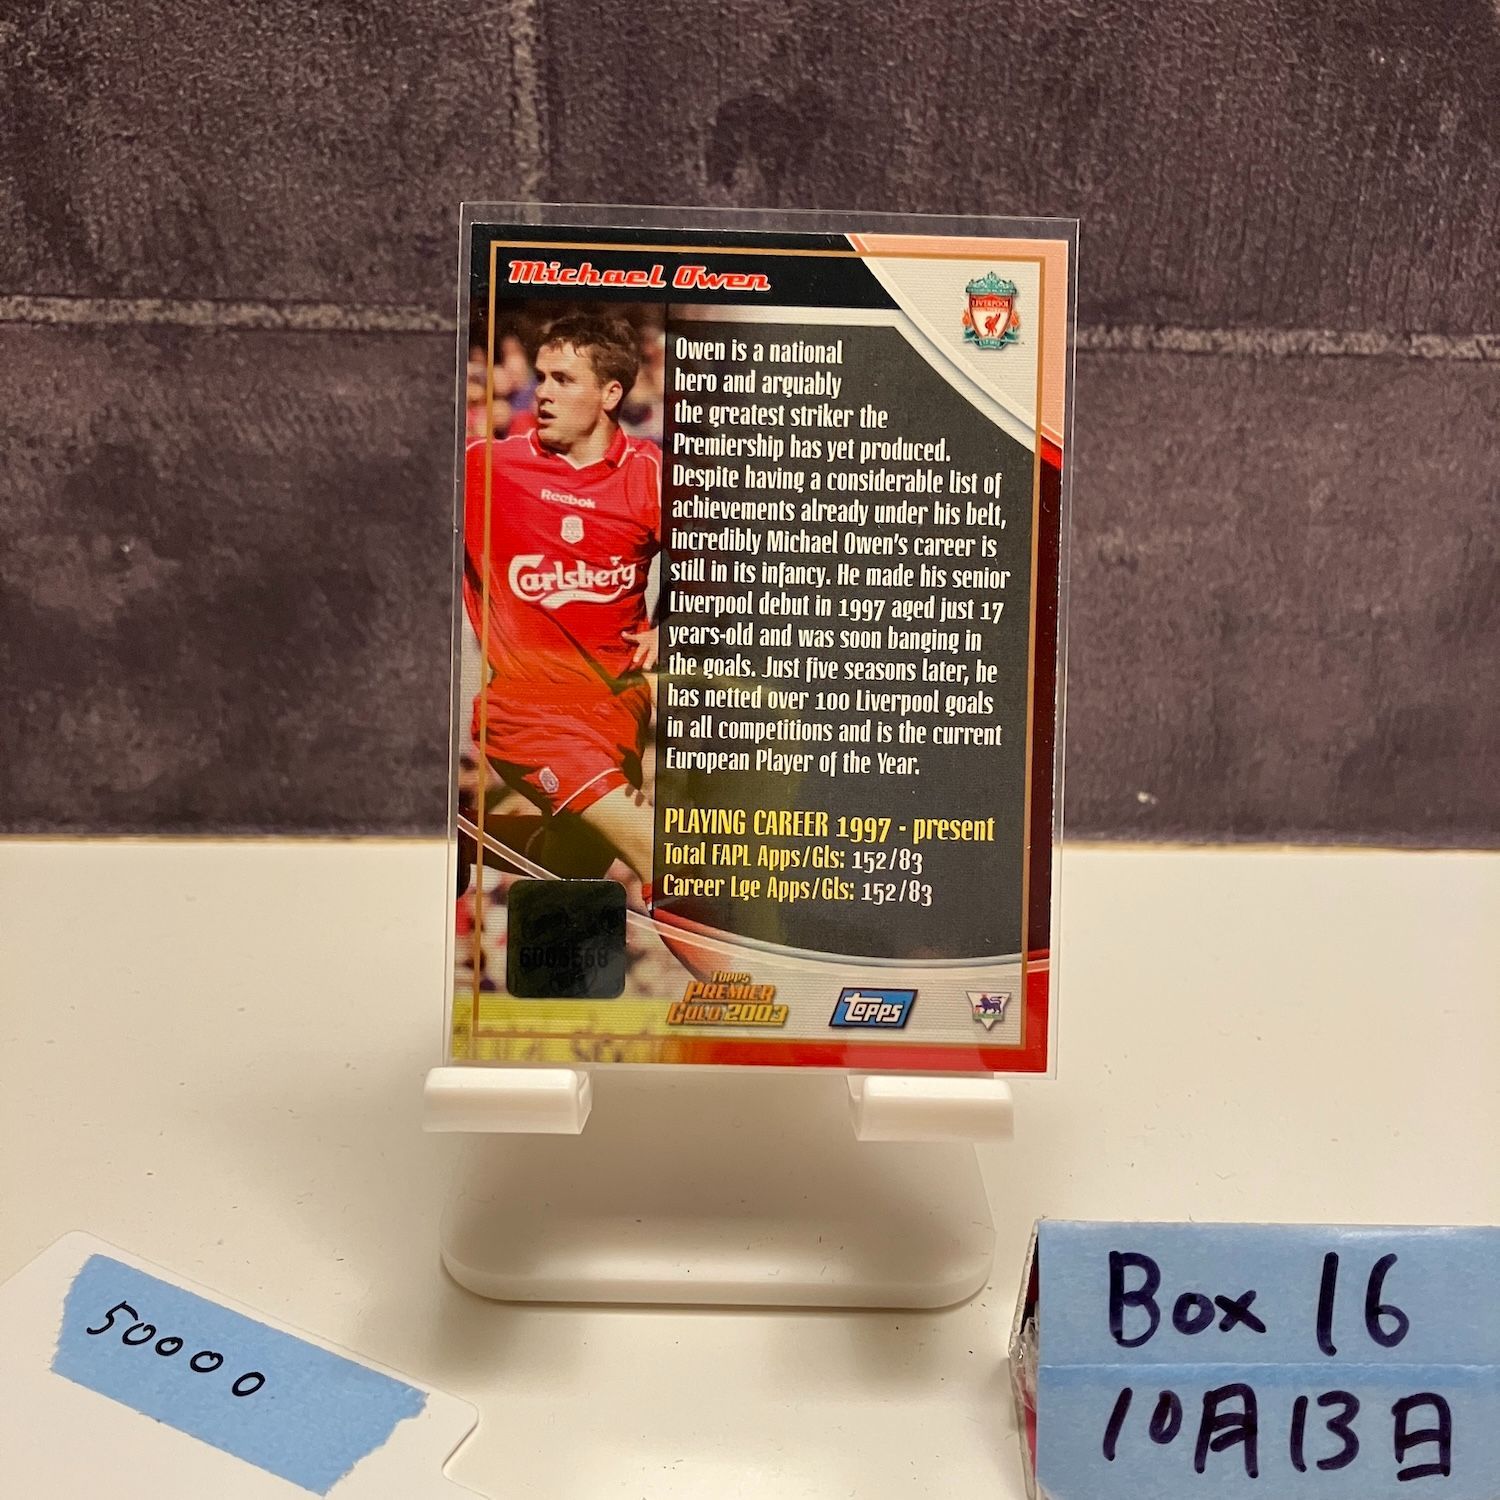 Michael Owen
LIVERPOOL
Owen is a national
hero and arguably
the greatest striker the
Premiership has yet produced.
Despite having a considerable list of
achievements already under his belt,
incredibly Michael Owen's career is
still in its infancy. He made his senior
Liverpool debut in 1997 aged just 17
years-old and was soon banging in
the goals. Just five seasons later, he
has netted over 100 Liverpool goals
in all competitions and is the current
European Player of the Year.
Reebok
Carlsberg
PLAYING CAREER 1997 - present
Total FAPL Apps/Gls: 152/83
Career Lge Apps/Gls: 152/83
Topps
PREMIER
GOLD 2003
topps
50000
Box 16
10月13日